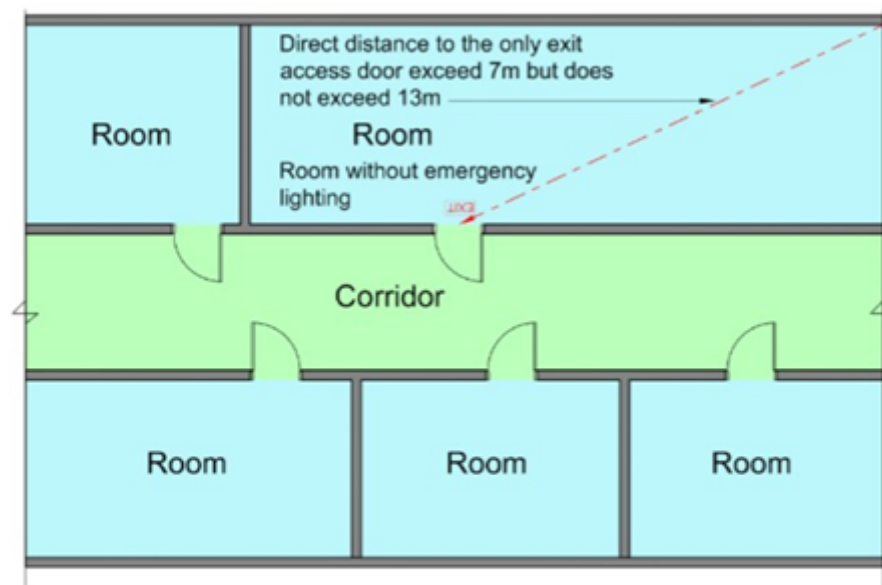 Direct distance to the only exit
access door exceed 7m but does
not exceed 13m
Room
Room
Room without emergency
lighting
EXIT
Corridor
Room
Room
Room